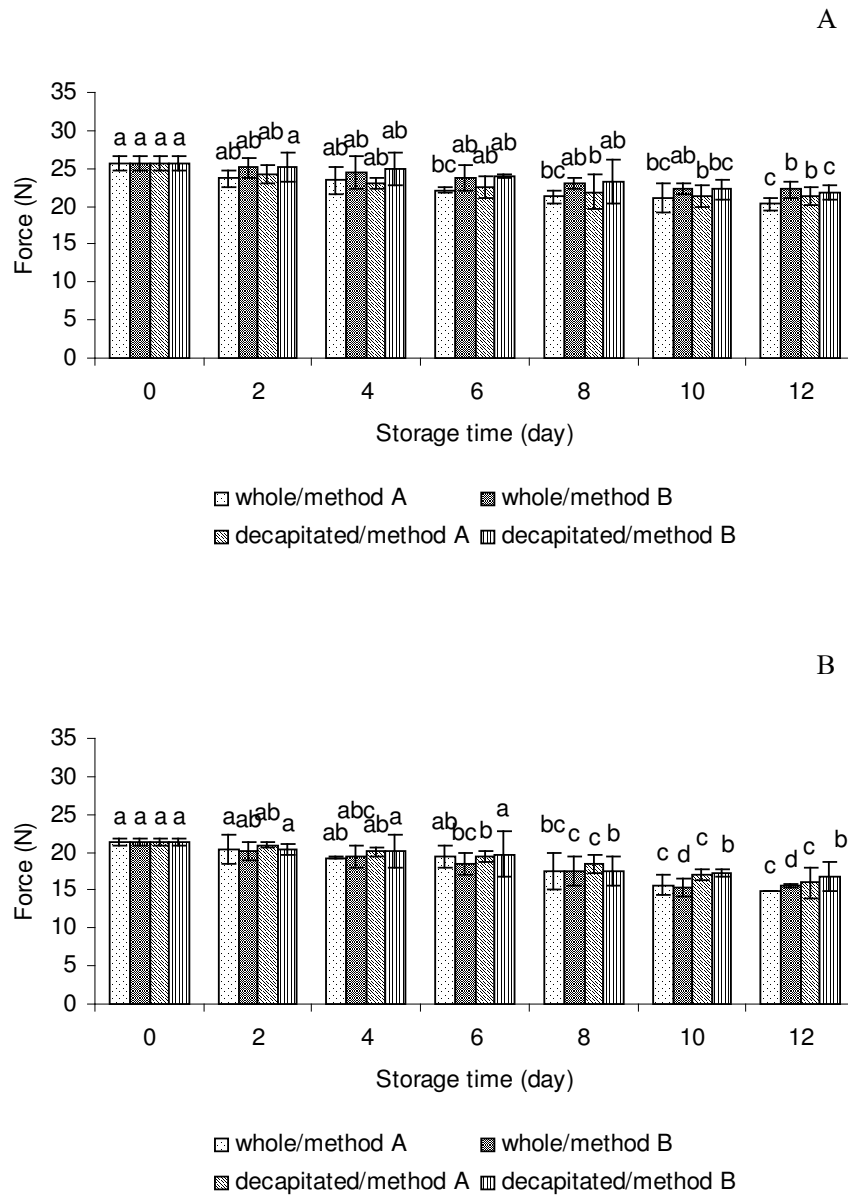 A
35
30
25
20
15
10
5
0
Force (N)
a a a a
ab ab ab a
ab ab ab ab
bc ab ab ab
bc ab b ab
bc ab b bc
c b b c
0 2 4 6 8 10 12
Storage time (day)
whole/method A whole/method B
decapitated/method A decapitated/method B
B
35
30
25
20
15
10
5
0
Force (N)
a a a a
a ab ab a
ab abc ab a
ab bc b a
bc c c b
c d c b
c d c b
0 2 4 6 8 10 12
Storage time (day)
whole/method A whole/method B
decapitated/method A decapitated/method B